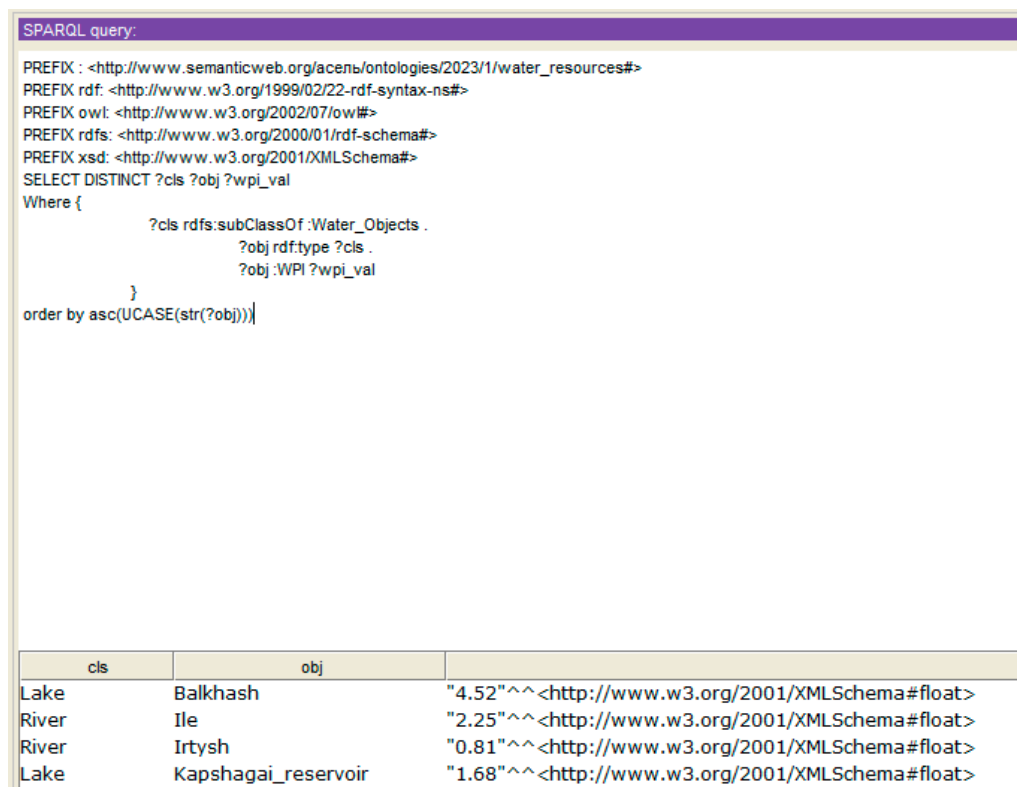 SPARQL query:
PREFIX : <http://www.semanticweb.org/асель/ontologies/2023/1/water_resources#>
PREFIX rdf: <http://www.w3.org/1999/02/22-rdf-syntax-ns#>
PREFIX owl: <http://www.w3.org/2002/07/owl#>
PREFIX rdfs: <http://www.w3.org/2000/01/rdf-schema#>
PREFIX xsd: <http://www.w3.org/2001/XMLSchema#>
SELECT DISTINCT ?cls ?obj ?wpi_val
Where {
?cls rdfs:subClassOf :Water_Objects .
?obj rdf:type ?cls .
?obj :WPI ?wpi_val
}
order by asc(UCASE(str(?obj)))
cls obj
Lake Balkhash "4.52"^^<http://www.w3.org/2001/XMLSchema#float>
River Ile "2.25"^^<http://www.w3.org/2001/XMLSchema#float>
River Irtysh "0.81"^^<http://www.w3.org/2001/XMLSchema#float>
Lake Kapshagai_reservoir "1.68"^^<http://www.w3.org/2001/XMLSchema#float>